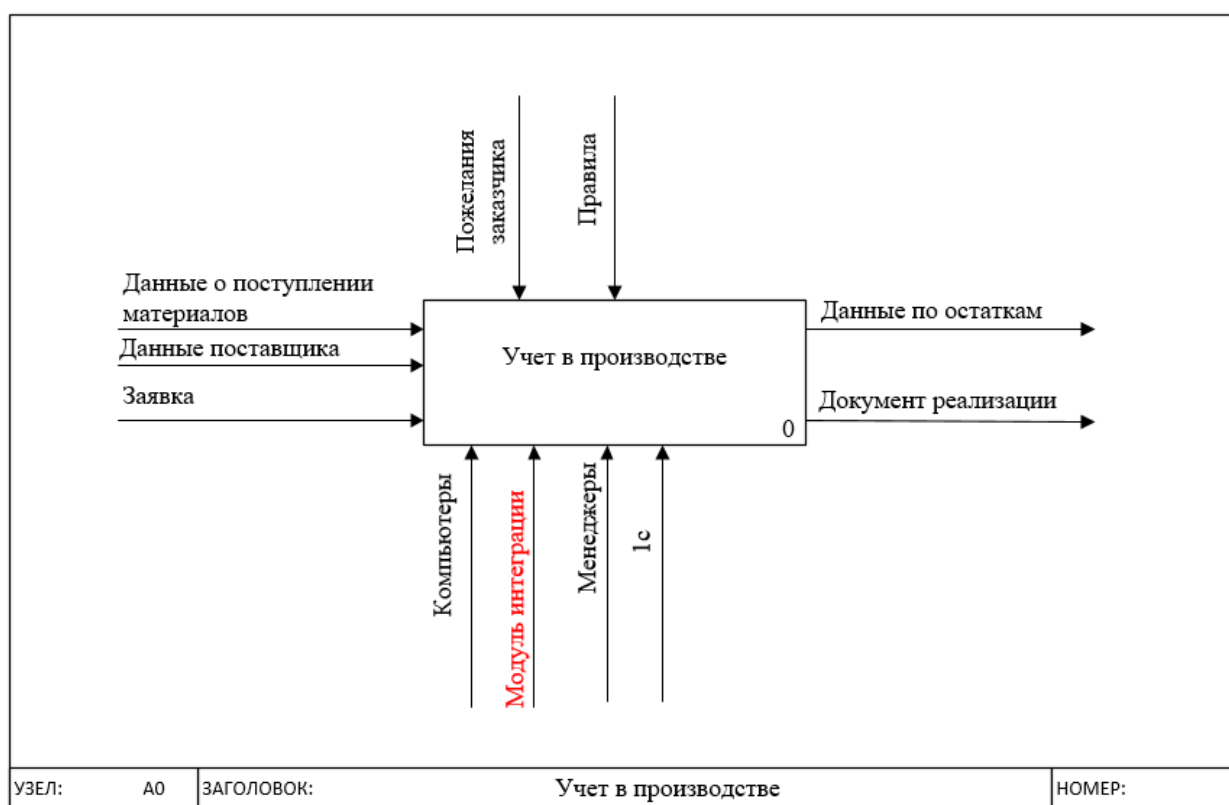 Пожелания
заказчика
Правила
Данные о поступлении
материалов
Данные поставщика
Заявка
Учет в производстве
0
Данные по остаткам
Документ реализации
Компьютеры
Модуль интеграции
Менеджеры
1с
УЗЕЛ: A0 ЗАГОЛОВОК: Учет в производстве НОМЕР: